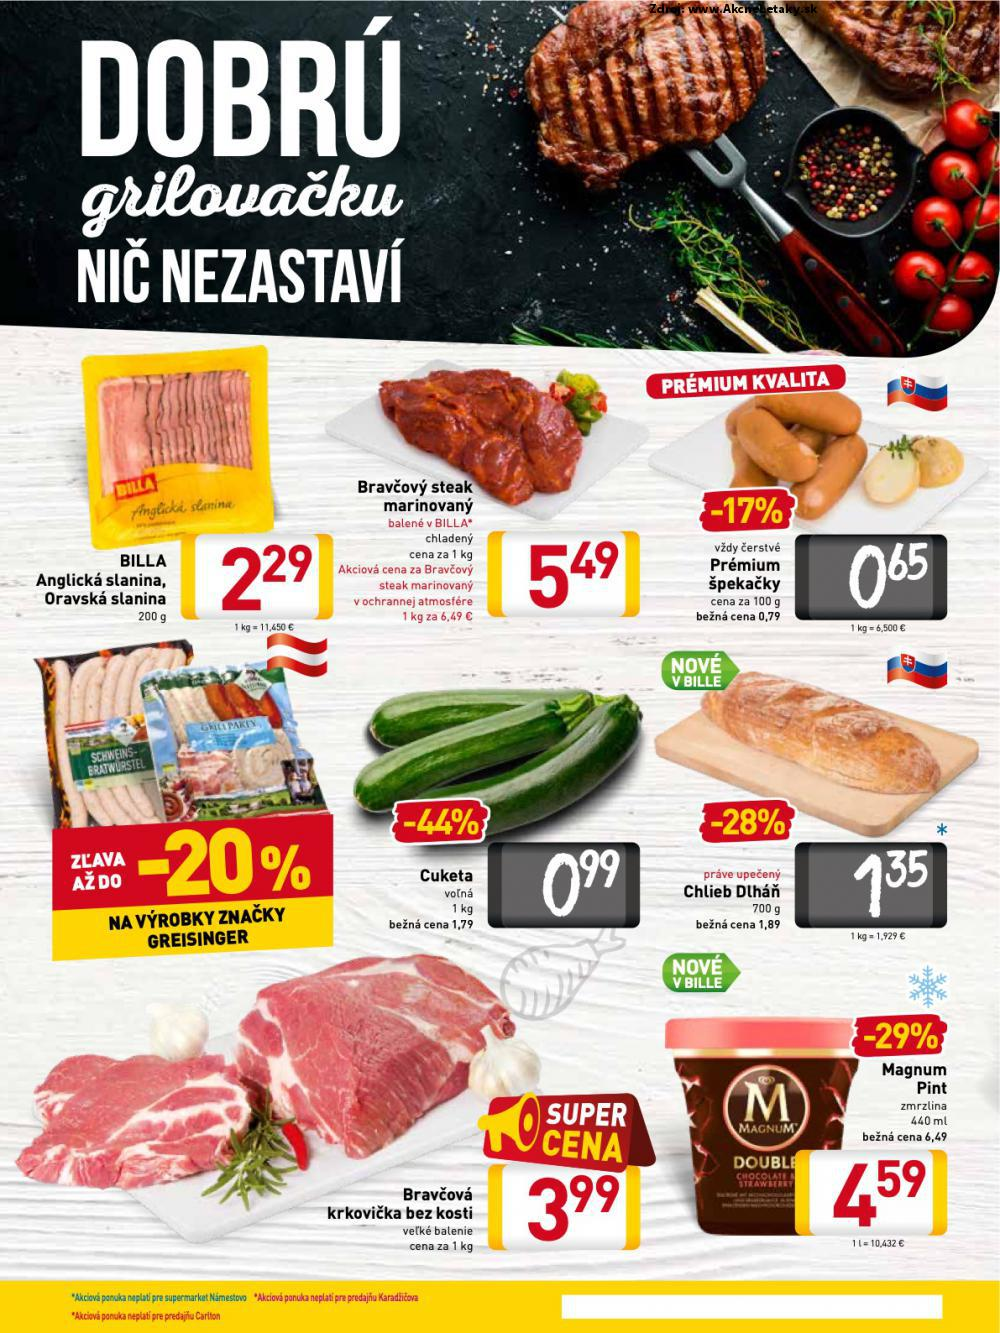 Zdroj: www.Akcneletaky.sk
DOBRÚ
grilovačku
NIČ NEZASTAVÍ
BILLA
Anglická slanina
BILLA
Anglická slanina,
Oravská slanina
200 g
2 29
1 kg = 11,450 €
Bravčový steak
marinovaný
balené v BILLA*
chladený
cena za 1 kg
Akciová cena za Bravčový
steak marinovaný
v ochrannej atmosfére
1 kg za 6,49 €
5 49
PRÉMIUM KVALITA
-17%
vždy čerstvé
Prémium
špekačky
cena za 100 g
bežná cena 0,79
0 65
1 kg = 6,500 €
SCHWEINS-
BRATWÜRSTEL
GRILLPARTY
ZĽAVA
AŽ DO
-20%
NA VÝROBKY ZNAČKY
GREISINGER
-44%
Cuketa
voľná
1 kg
bežná cena 1,79
0 99
NOVÉ
V BILLE
-28%
*
práve upečený
Chlieb Dlháň
700 g
bežná cena 1,89
1 35
1 kg = 1,929 €
SUPER
CENA
Bravčová
krkovička bez kosti
veľké balenie
cena za 1 kg
3 99
NOVÉ
V BILLE
-29%
Magnum
Pint
zmrzlina
440 ml
bežná cena 6,49
M
MAGNUM
DOUBLE
CHOCOLATE &
STRAWBERRY
4 59
1 l = 10,432 €
*Akciová ponuka neplatí pre supermarket Námestovo *Akciová ponuka neplatí pre predajňu Karadžičova
*Akciová ponuka neplatí pre predajňu Carlton